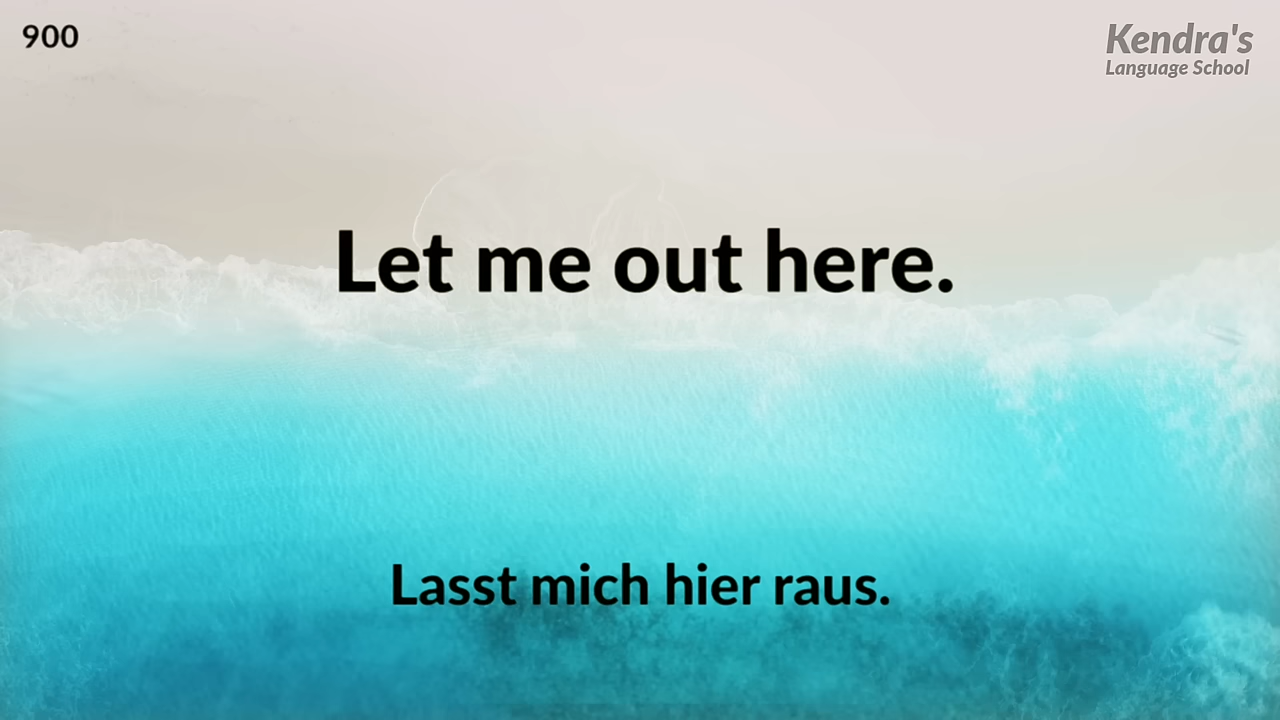 900
Kendra's
Language School
Let me out here.
Lasst mich hier raus.